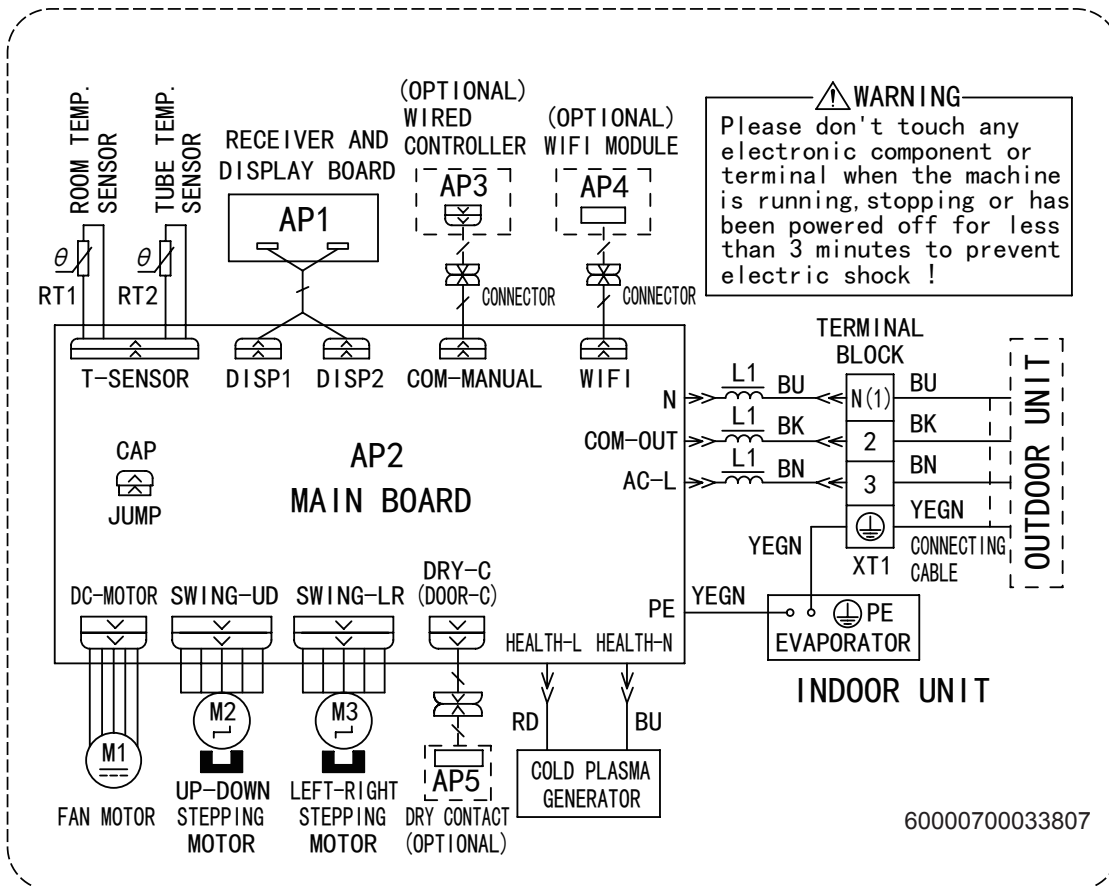 ROOM TEMP.
SENSOR
TUBE TEMP.
SENSOR
θ
RT1
θ
RT2
RECEIVER AND
DISPLAY BOARD
AP1
(OPTIONAL)
WIRED
CONTROLLER
AP3
CONNECTOR
(OPTIONAL)
WIFI MODULE
AP4
CONNECTOR
WARNING
Please don't touch any
electronic component or
terminal when the machine
is running,stopping or has
been powered off for less
than 3 minutes to prevent
electric shock !
T-SENSOR
DISP1
DISP2
COM-MANUAL
WIFI
CAP
JUMP
AP2
MAIN BOARD
TERMINAL
BLOCK
N
L1
BU
N(1)
BU
COM-OUT
L1
BK
2
BK
AC-L
L1
BN
3
BN
YEGN
XT1
CONNECTING
CABLE
OUTDOOR UNIT
YEGN
PE
YEGN
PE
EVAPORATOR
INDOOR UNIT
DC-MOTOR
SWING-UD
SWING-LR
DRY-C
(DOOR-C)
HEALTH-L
HEALTH-N
M1
FAN MOTOR
M2
UP-DOWN
STEPPING
MOTOR
M3
LEFT-RIGHT
STEPPING
MOTOR
AP5
DRY CONTACT
(OPTIONAL)
RD
BU
COLD PLASMA
GENERATOR
60000700033807